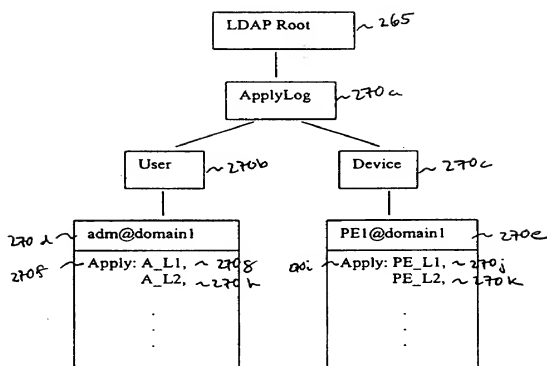 LDAP Root ~ 265
ApplyLog ~ 270a
User ~ 270b
Device ~ 270c
270d ~ adm@domain1
PE1@domain1 ~ 270e
270f ~ Apply: A_L1, ~ 270g
A_L2, ~ 270h
270i ~ Apply: PE_L1, ~ 270j
PE_L2, ~ 270k